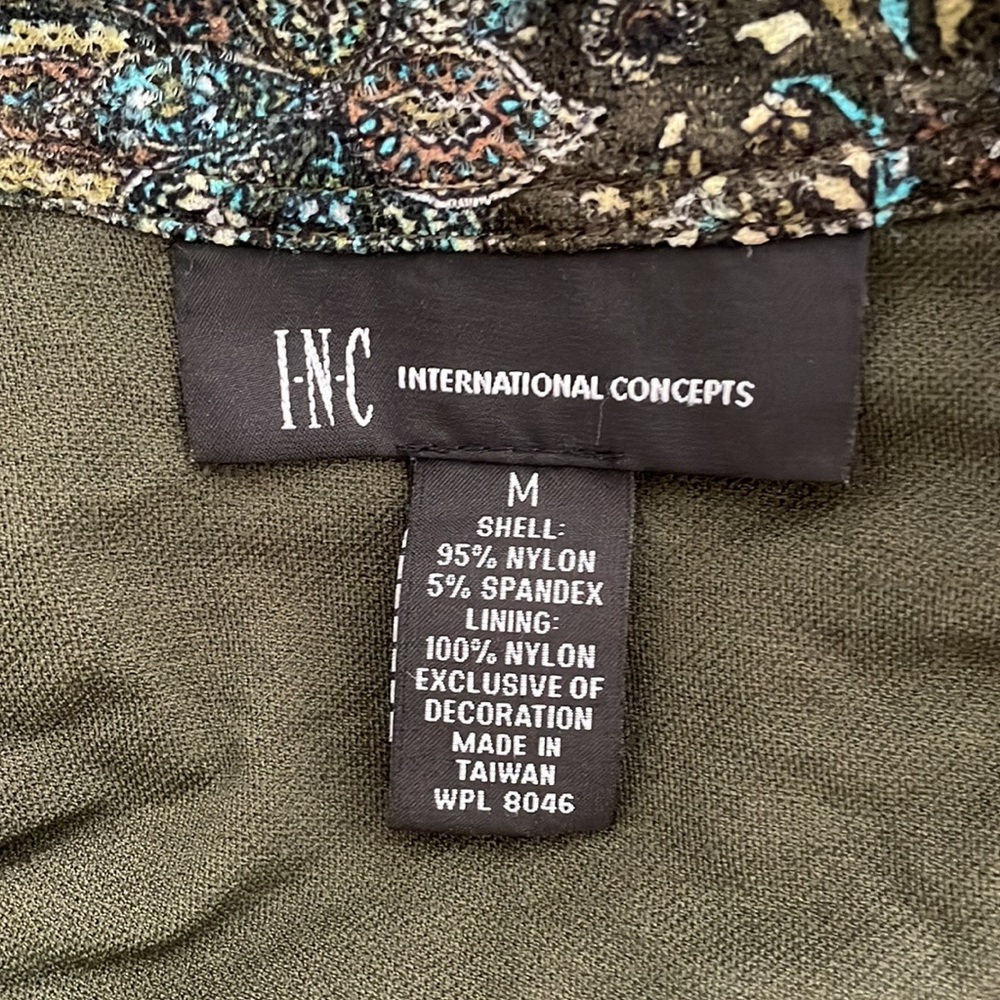 I·N·C INTERNATIONAL CONCEPTS
M
SHELL:
95% NYLON
5% SPANDEX
LINING:
100% NYLON
EXCLUSIVE OF
DECORATION
MADE IN
TAIWAN
WPL 8046